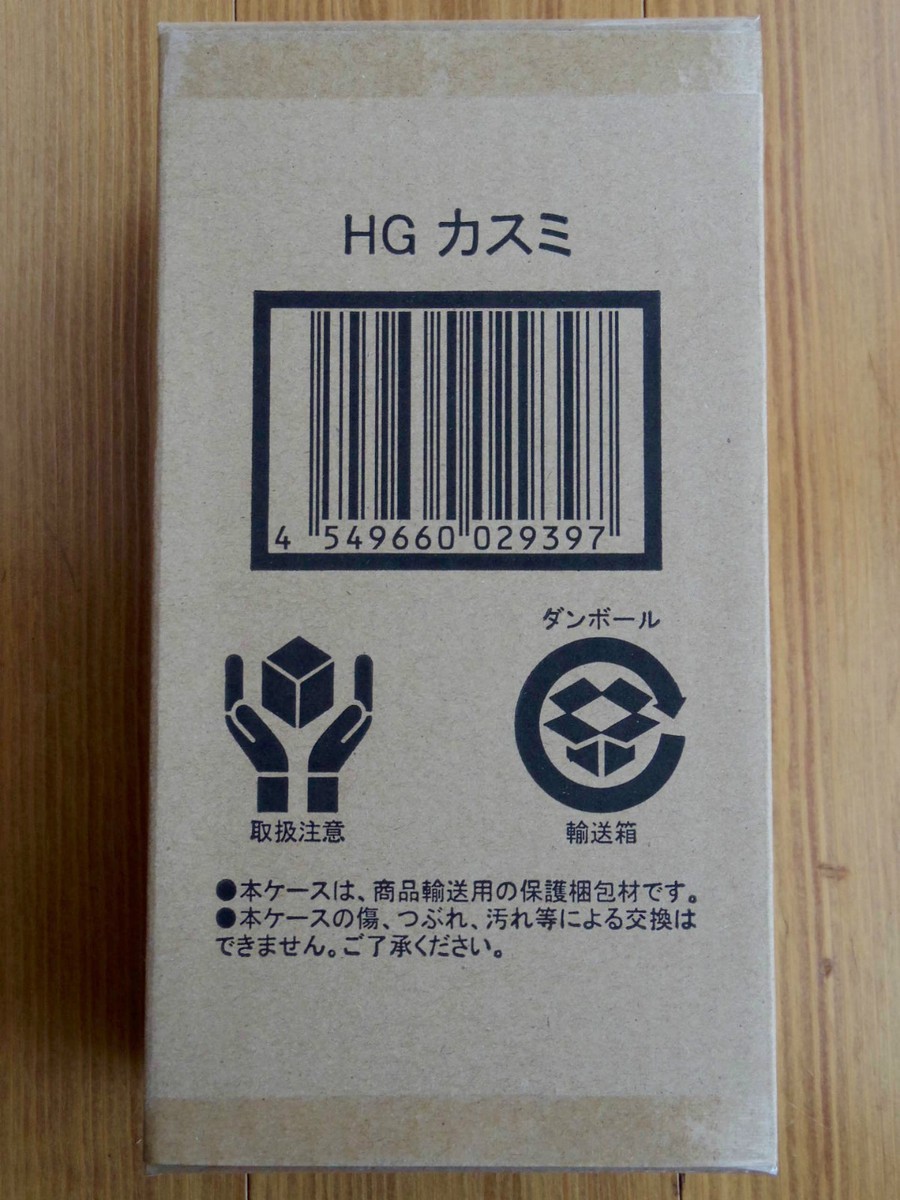 HG カスミ
4 549660 029397
ダンボール
取扱注意
輸送箱
●本ケースは、商品輸送用の保護梱包材です。
●本ケースの傷、つぶれ、汚れ等による交換は
できません。ご了承ください。